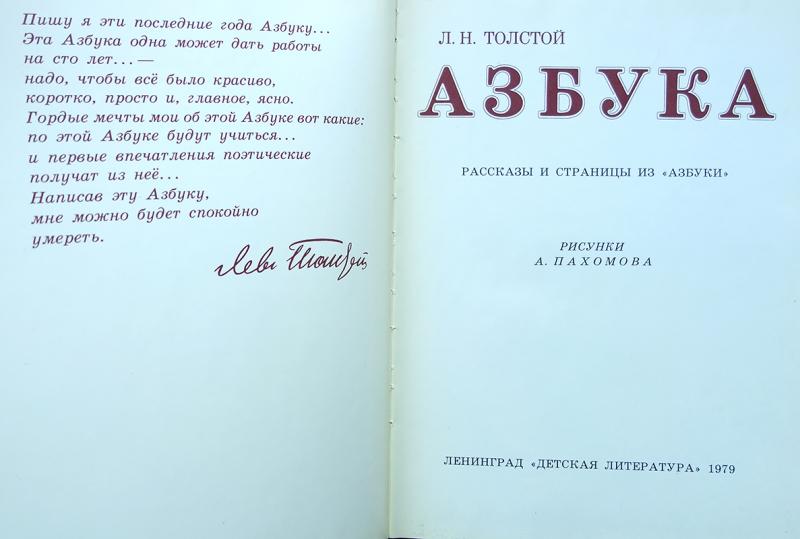 Пишу я эти последние года Азбуку...
Эта Азбука одна может дать работы
на сто лет... —
надо, чтобы всё было красиво,
коротко, просто и, главное, ясно.
Гордые мечты мои об этой Азбуке вот какие:
по этой Азбуке будут учиться...
и первые впечатления поэтические
получат из неё...
Написав эту Азбуку,
мне можно будет спокойно
умереть.
Лев Толстой
Л. Н. ТОЛСТОЙ
АЗБУКА
РАССКАЗЫ И СТРАНИЦЫ ИЗ «АЗБУКИ»
РИСУНКИ
А. ПАХОМОВА
ЛЕНИНГРАД «ДЕТСКАЯ ЛИТЕРАТУРА» 1979